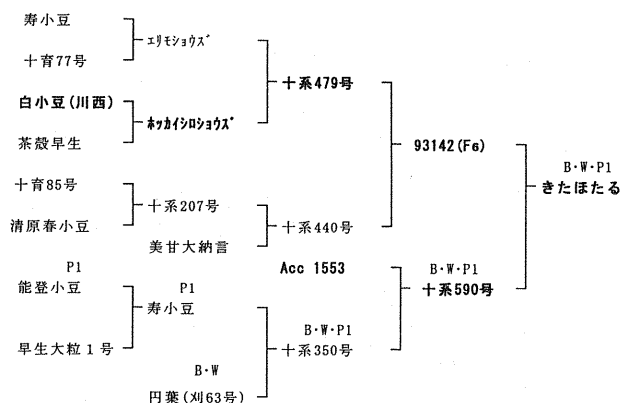 寿小豆
エリモショウズ
十育77号
十系479号
白小豆(川西)
ホッカイシロショウズ
茶殻早生
93142(F6)
B・W・P1
きたほたる
十育85号
十系207号
清原春小豆
十系440号
美甘大納言
P1
Acc 1553
B・W・P1
能登小豆
P1
十系590号
寿小豆
B・W・P1
早生大粒1号
十系350号
B・W
円葉(刈63号)